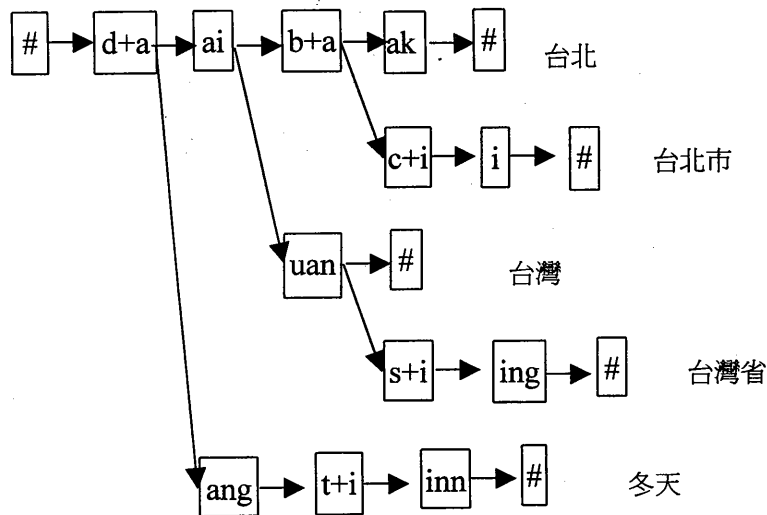 # d+a ai b+a ak # 台北
c+i i # 台北市
uan # 台灣
s+i ing # 台灣省
ang t+i inn # 冬天